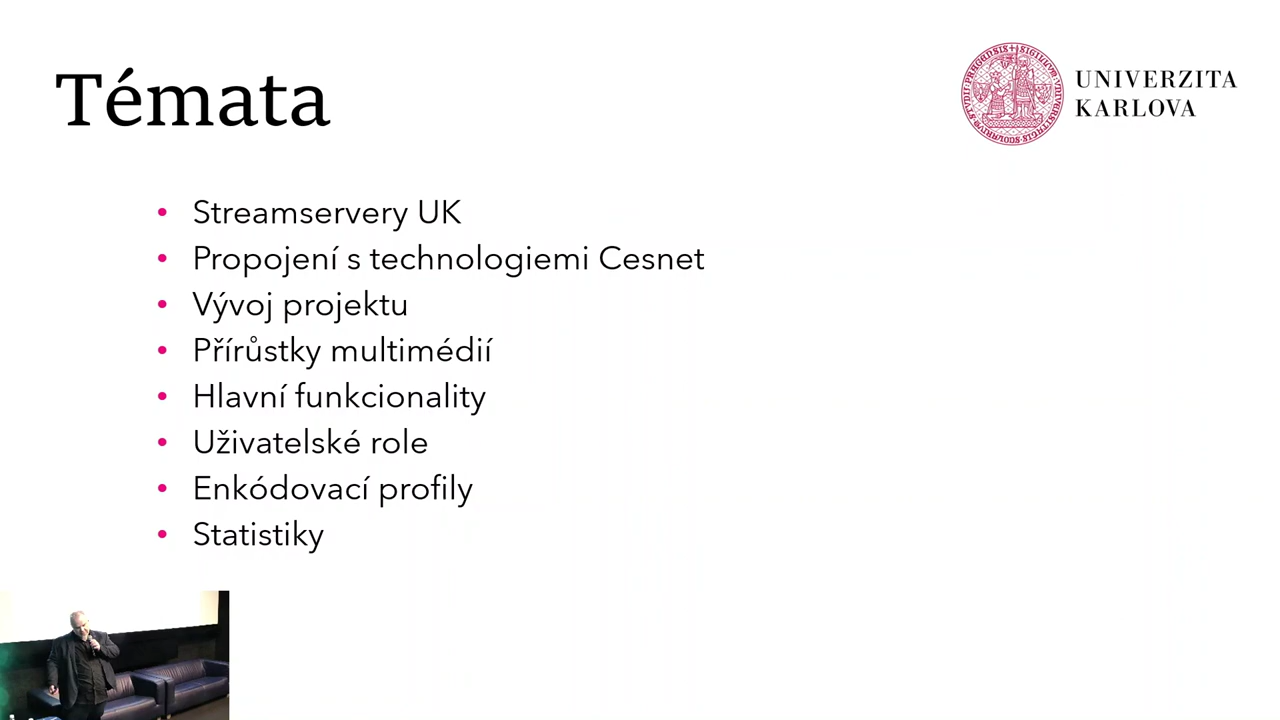 Témata
UNIVERZITA
KARLOVA
• Streamservery UK
• Propojení s technologiemi Cesnet
• Vývoj projektu
• Přírůstky multimédií
• Hlavní funkcionality
• Uživatelské role
• Enkódovací profily
• Statistiky